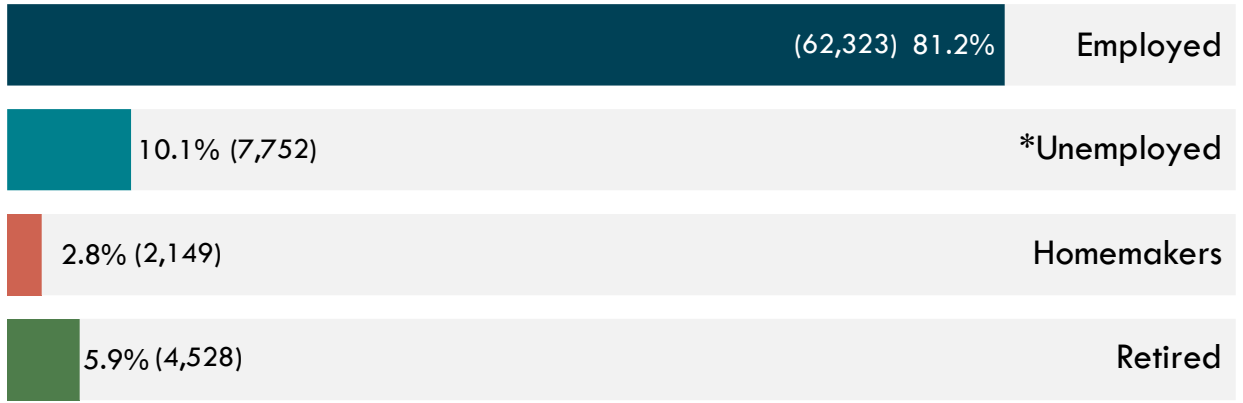 (62,323) 81.2% Employed
10.1% (7,752) *Unemployed
2.8% (2,149) Homemakers
5.9% (4,528) Retired